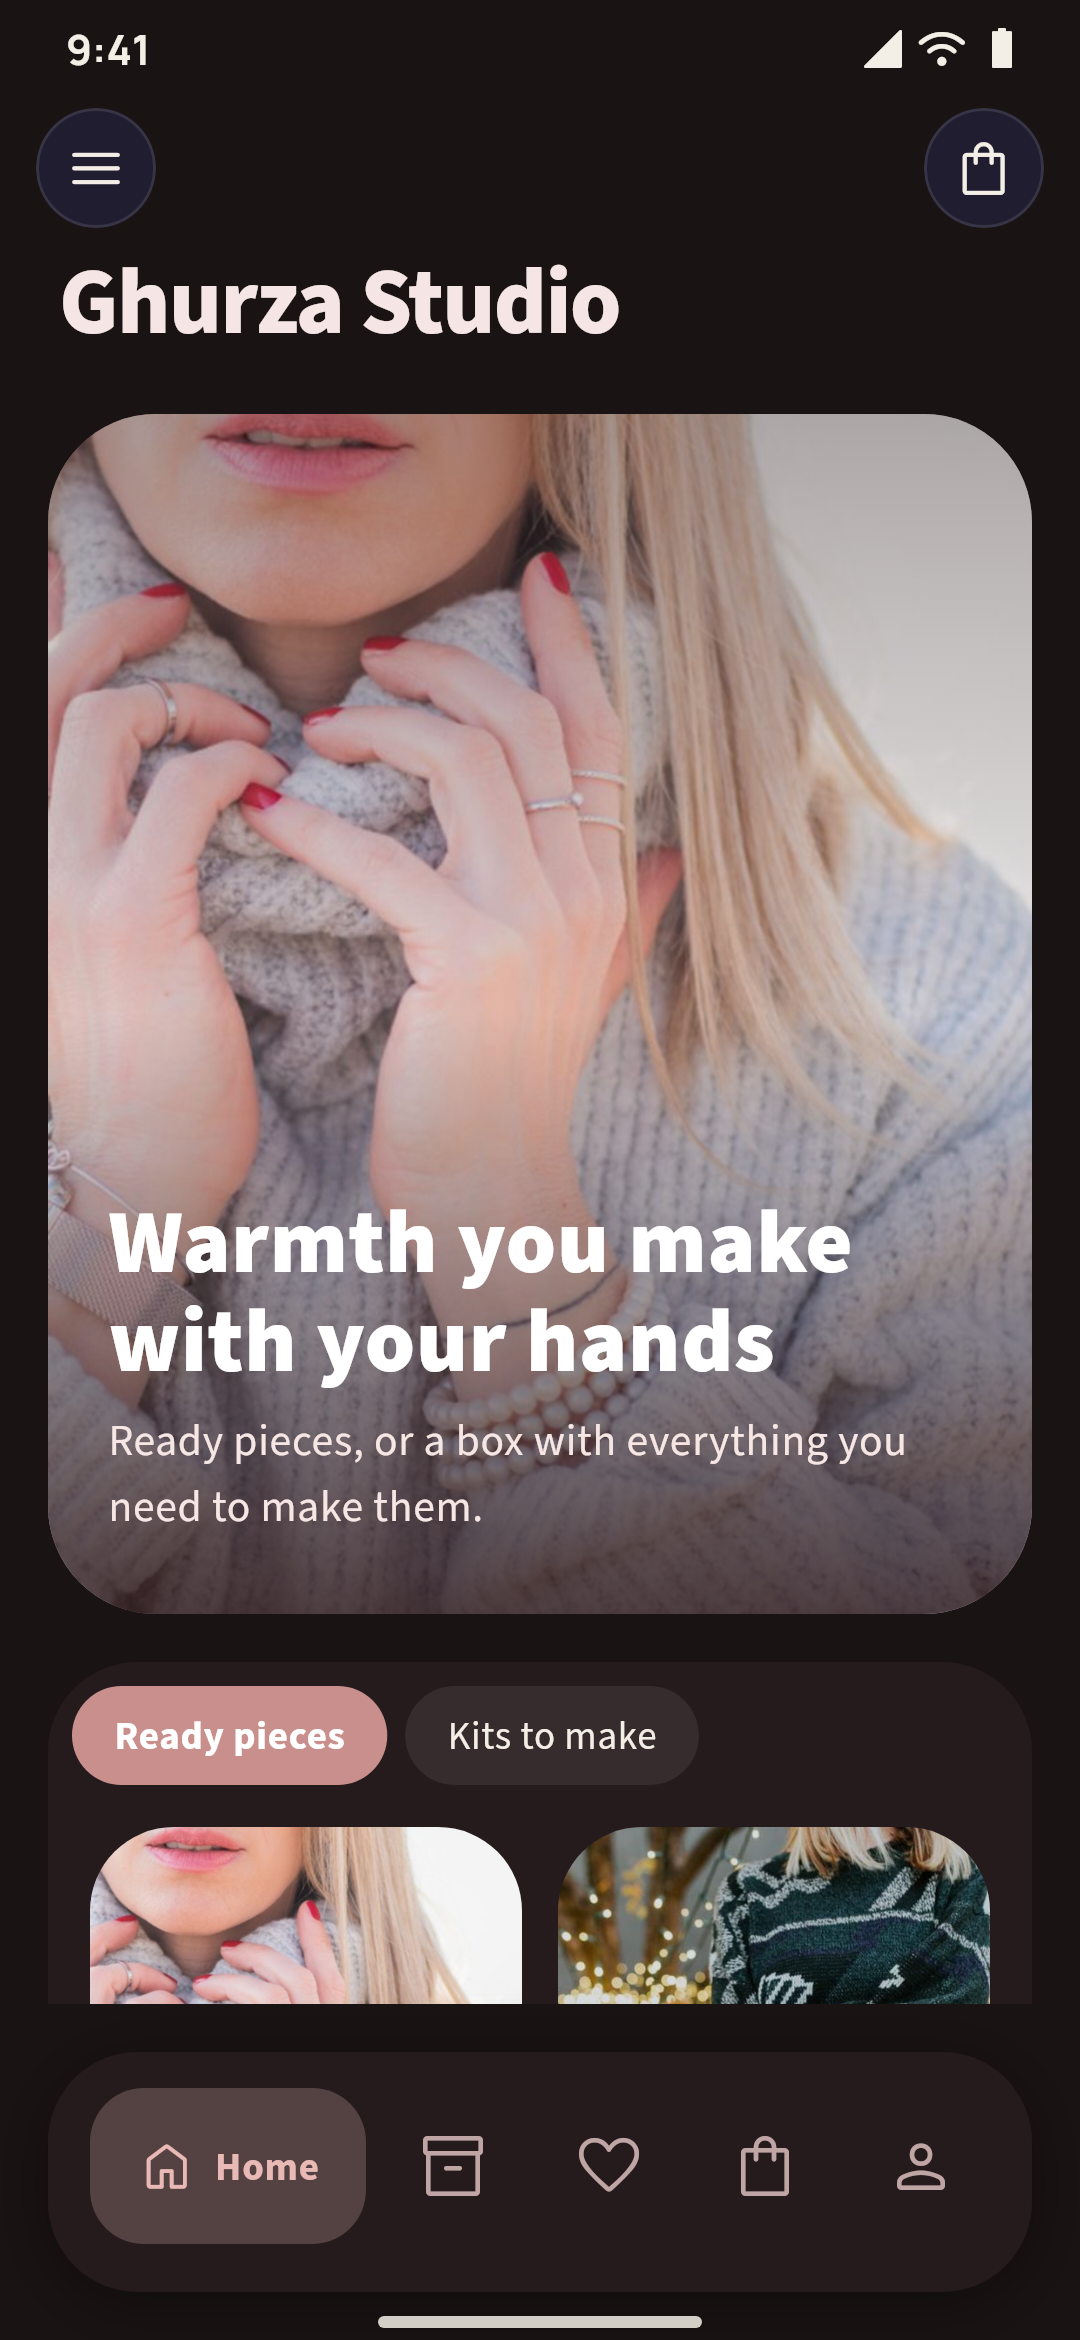 9:41
Ghurza Studio
Warmth you make
with your hands
Ready pieces, or a box with everything you
need to make them.
Ready pieces
Kits to make
Home